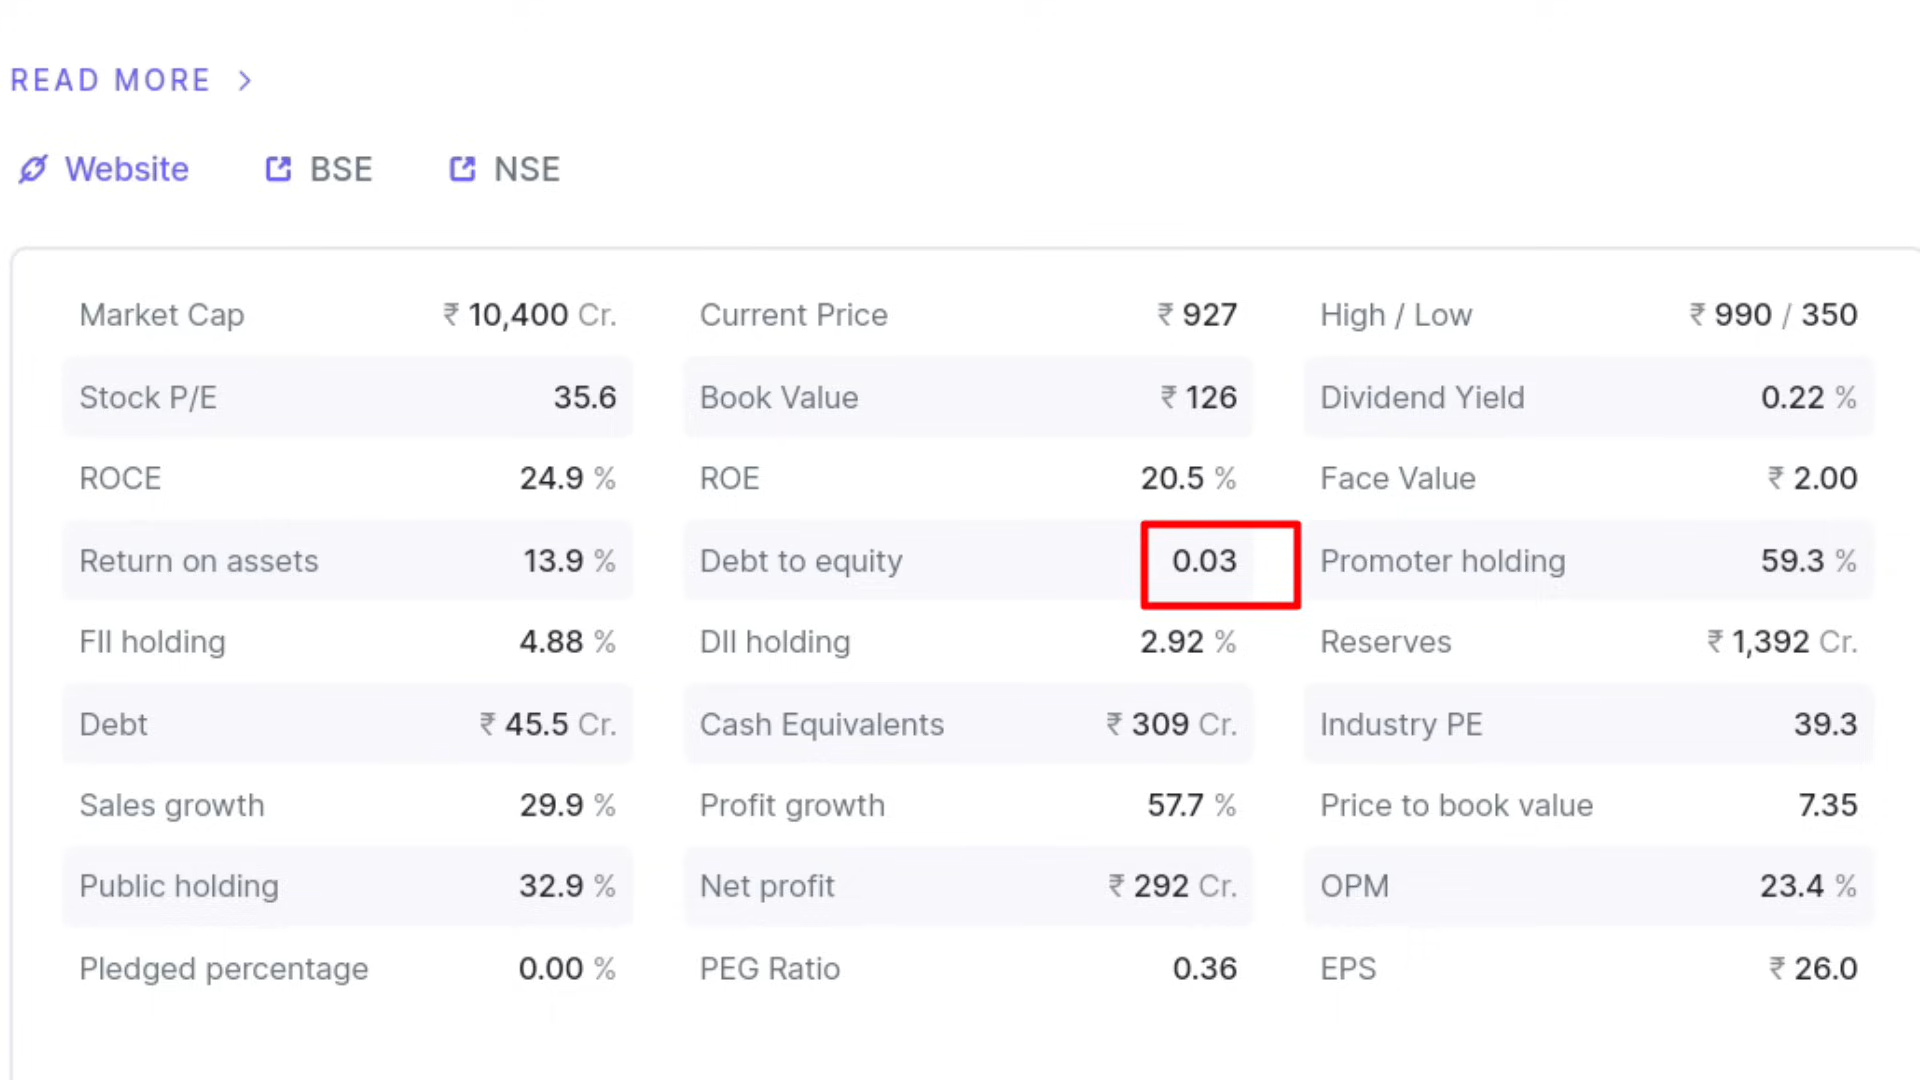 READ MORE >
Website BSE NSE
Market Cap ₹ 10,400 Cr. Current Price ₹ 927 High / Low ₹ 990 / 350
Stock P/E 35.6 Book Value ₹ 126 Dividend Yield 0.22 %
ROCE 24.9 % ROE 20.5 % Face Value ₹ 2.00
Return on assets 13.9 % Debt to equity 0.03 Promoter holding 59.3 %
FII holding 4.88 % DII holding 2.92 % Reserves ₹ 1,392 Cr.
Debt ₹ 45.5 Cr. Cash Equivalents ₹ 309 Cr. Industry PE 39.3
Sales growth 29.9 % Profit growth 57.7 % Price to book value 7.35
Public holding 32.9 % Net profit ₹ 292 Cr. OPM 23.4 %
Pledged percentage 0.00 % PEG Ratio 0.36 EPS ₹ 26.0